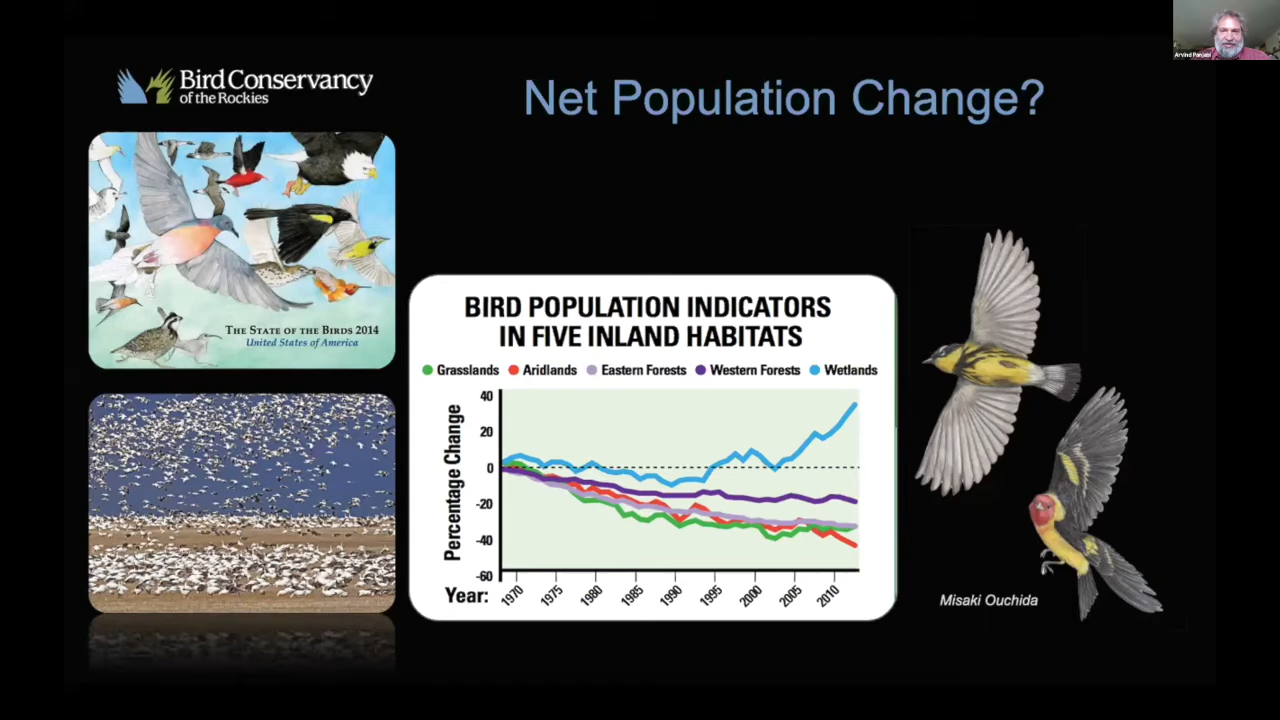 Bird Conservancy
of the Rockies
Net Population Change?
Arvind Panjabi
THE STATE OF THE BIRDS 2014
United States of America
BIRD POPULATION INDICATORS
IN FIVE INLAND HABITATS
Grasslands Aridlands Eastern Forests Western Forests Wetlands
Percentage Change
40
20
0
-20
-40
-60
Year: 1970 1975 1980 1985 1990 1995 2000 2005 2010
Misaki Ouchida